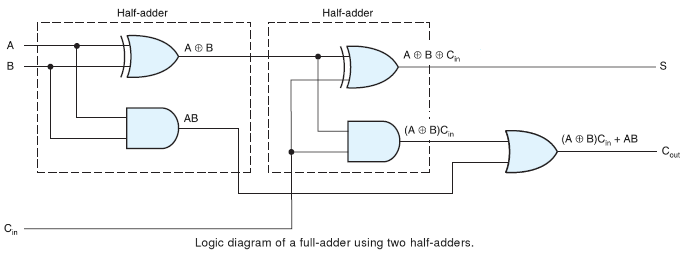 Half-adder
Half-adder
A
A ⊕ B
A ⊕ B ⊕ Cin
B
S
AB
(A ⊕ B)Cin
(A ⊕ B)Cin + AB
Cout
Cin
Logic diagram of a full-adder using two half-adders.